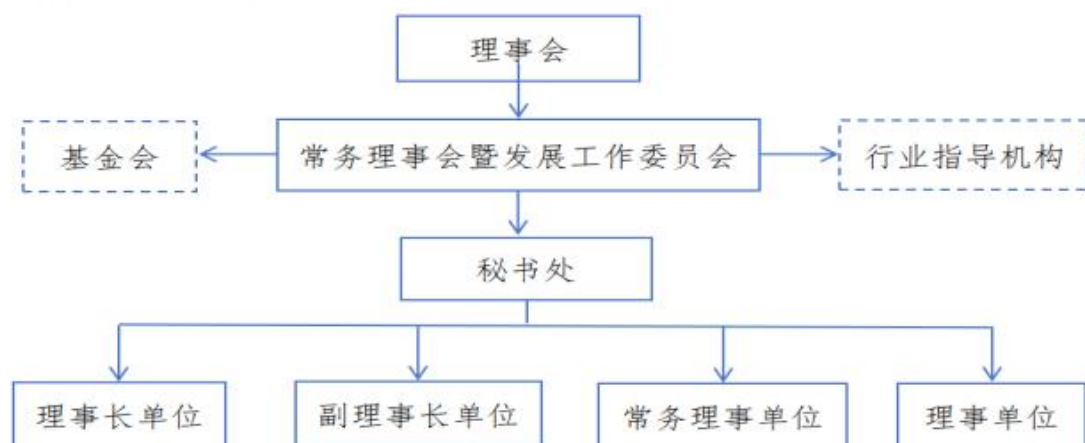 理事会
基金会
常务理事会暨发展工作委员会
行业指导机构
秘书处
理事长单位
副理事长单位
常务理事单位
理事单位